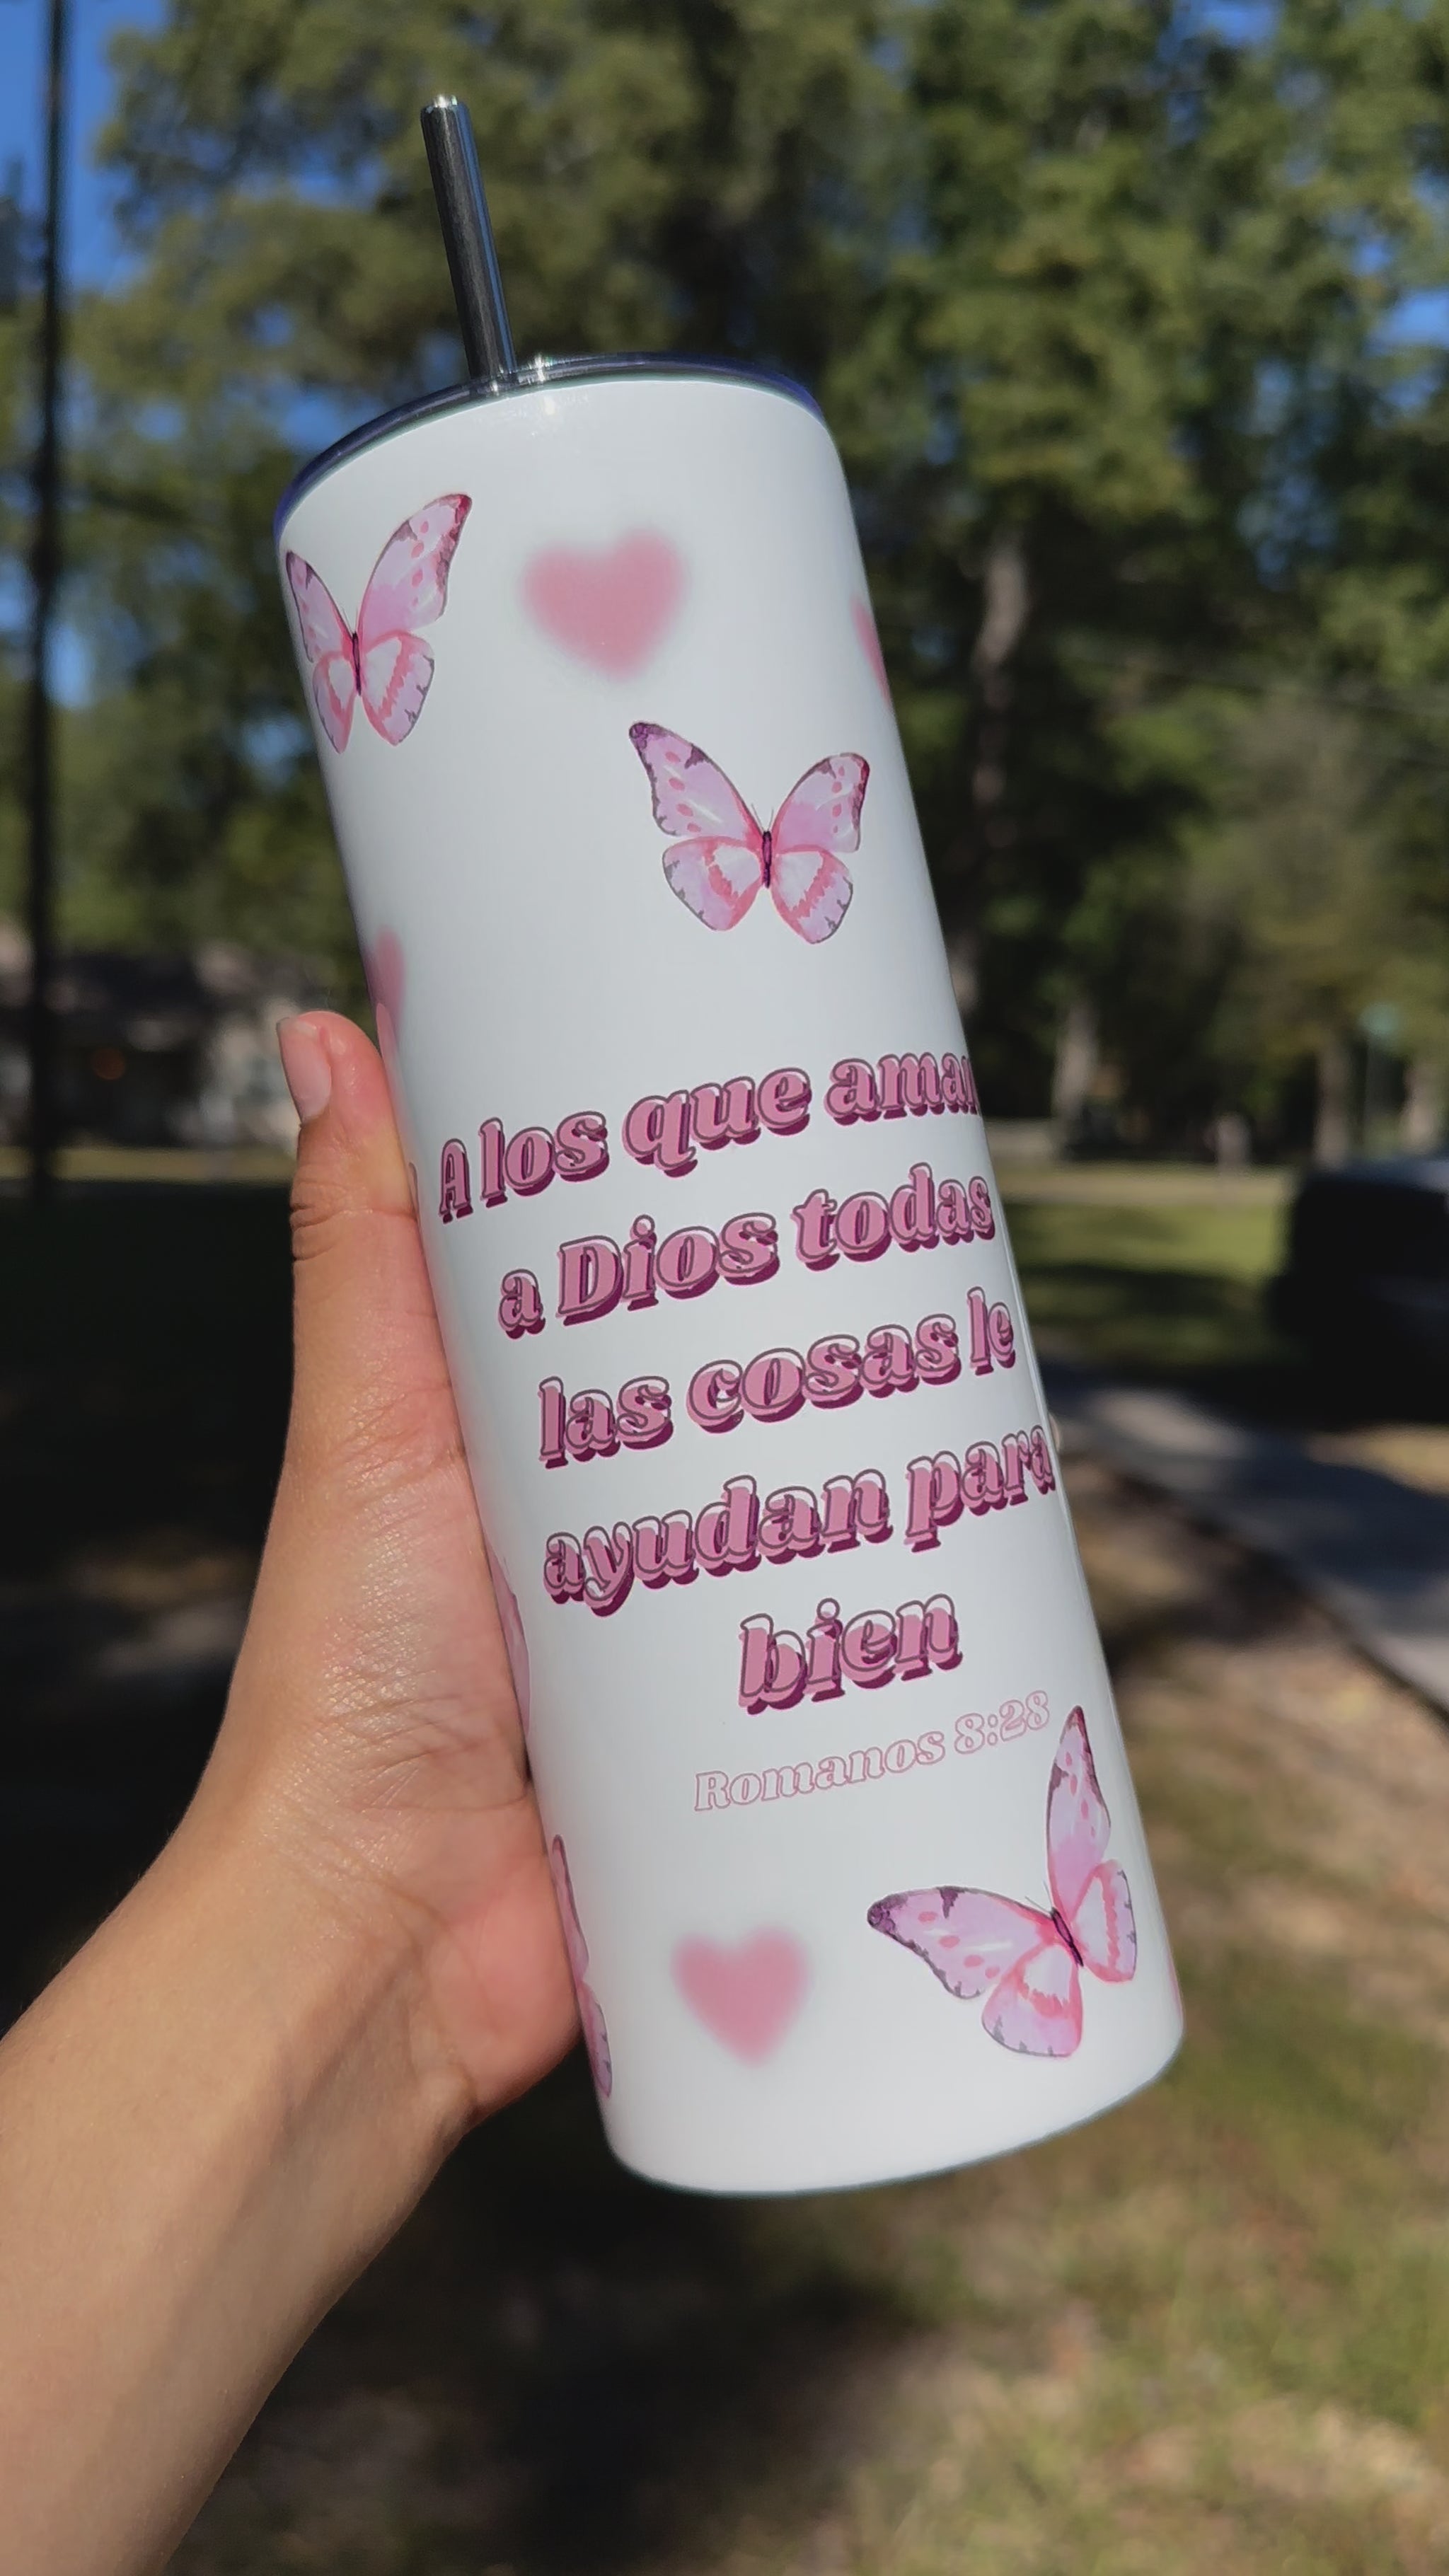 A los que aman
a Dios todas
las cosas le
ayudan para
bien
Romanos 8:28